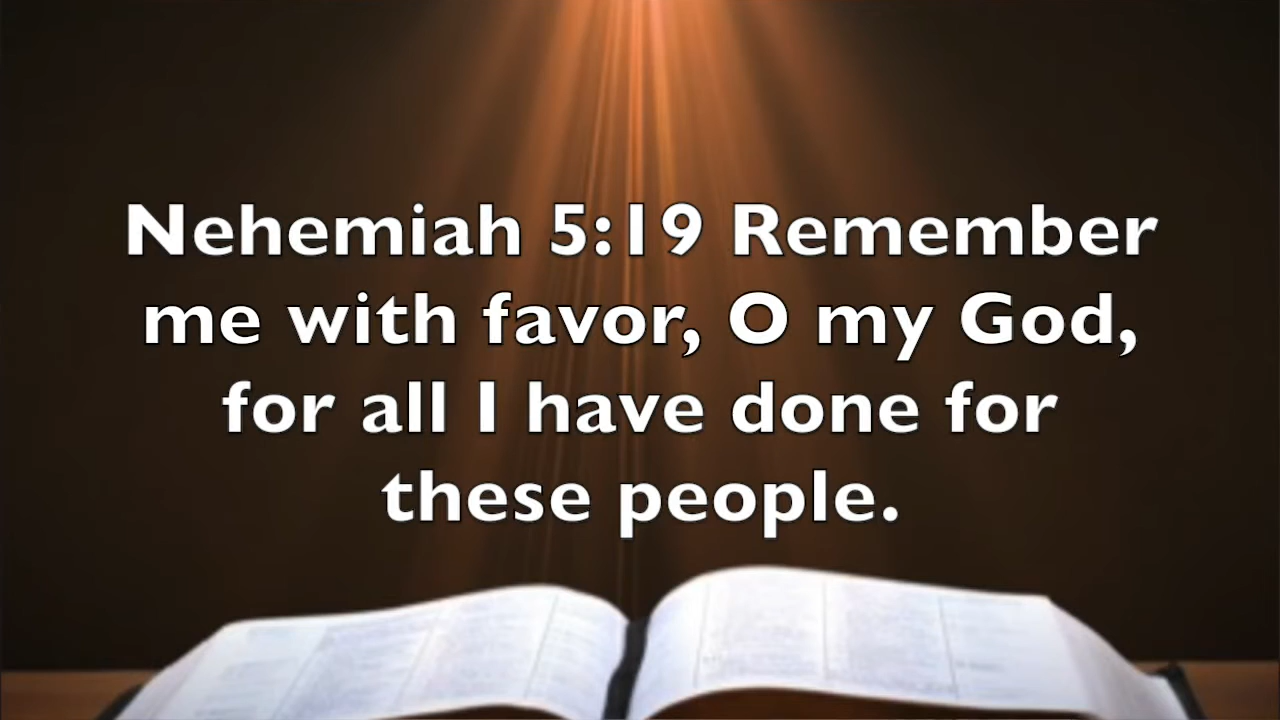 Nehemiah 5:19 Remember
me with favor, O my God,
for all I have done for
these people.